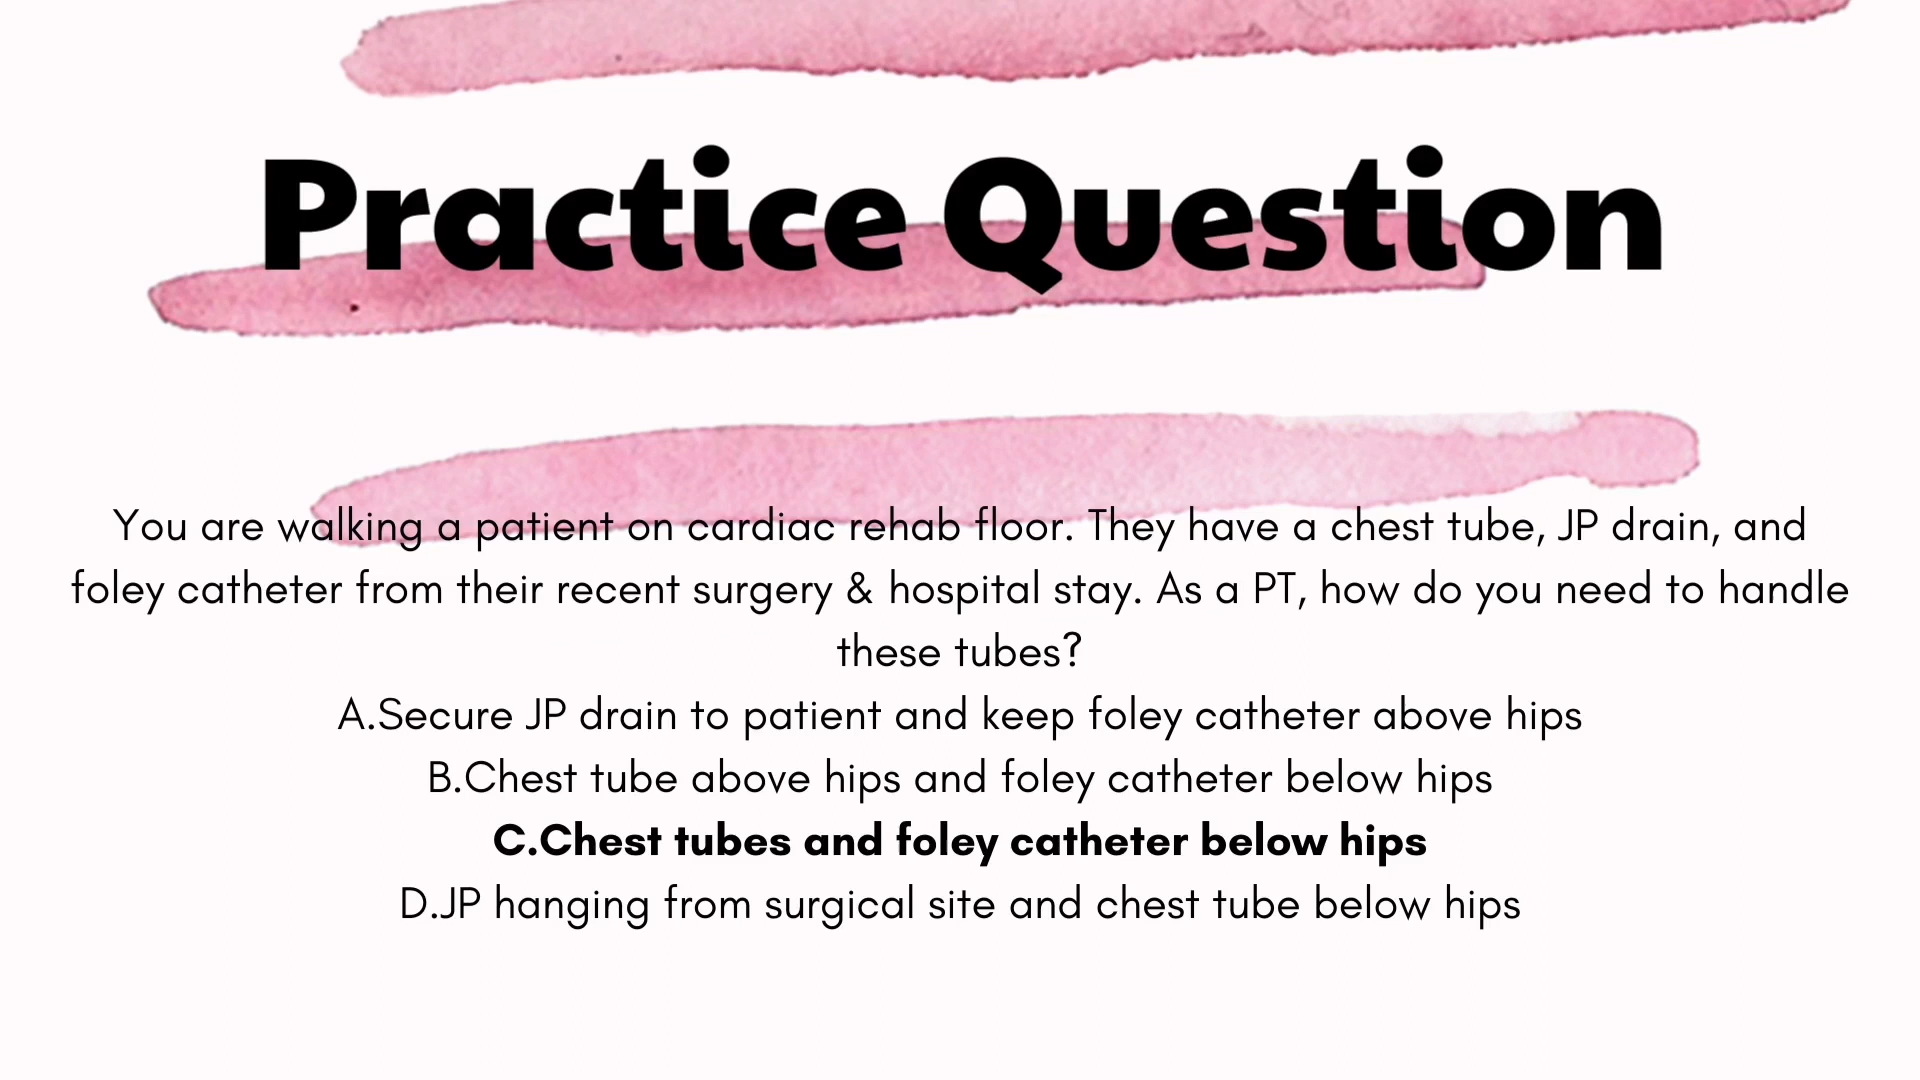 Practice Question
You are walking a patient on cardiac rehab floor. They have a chest tube, JP drain, and
foley catheter from their recent surgery & hospital stay. As a PT, how do you need to handle
these tubes?
A.Secure JP drain to patient and keep foley catheter above hips
B.Chest tube above hips and foley catheter below hips
C.Chest tubes and foley catheter below hips
D.JP hanging from surgical site and chest tube below hips